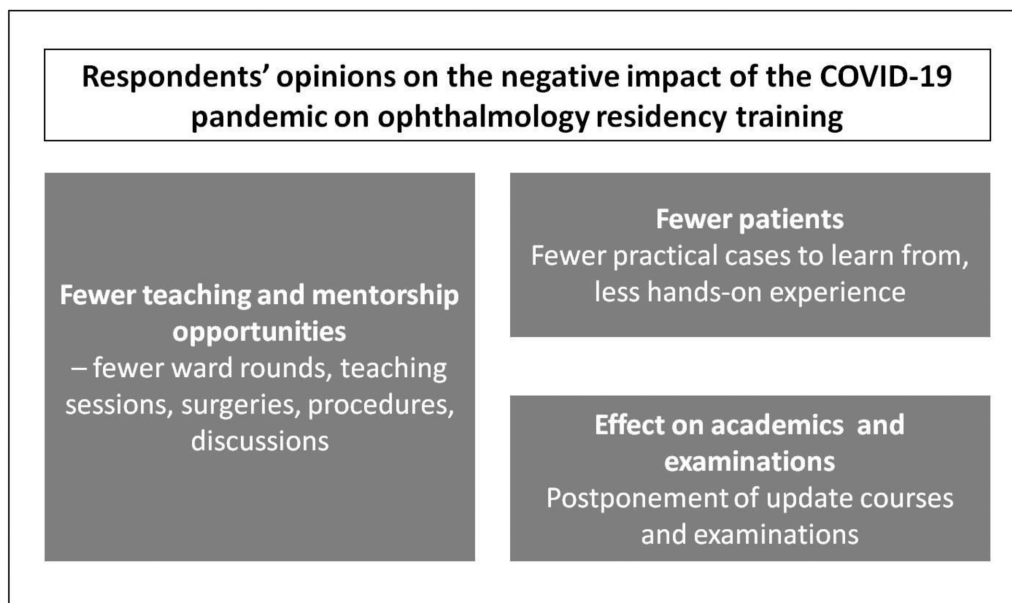 Respondents’ opinions on the negative impact of the COVID-19
pandemic on ophthalmology residency training
Fewer teaching and mentorship
opportunities
– fewer ward rounds, teaching
sessions, surgeries, procedures,
discussions
Fewer patients
Fewer practical cases to learn from,
less hands-on experience
Effect on academics and
examinations
Postponement of update courses
and examinations